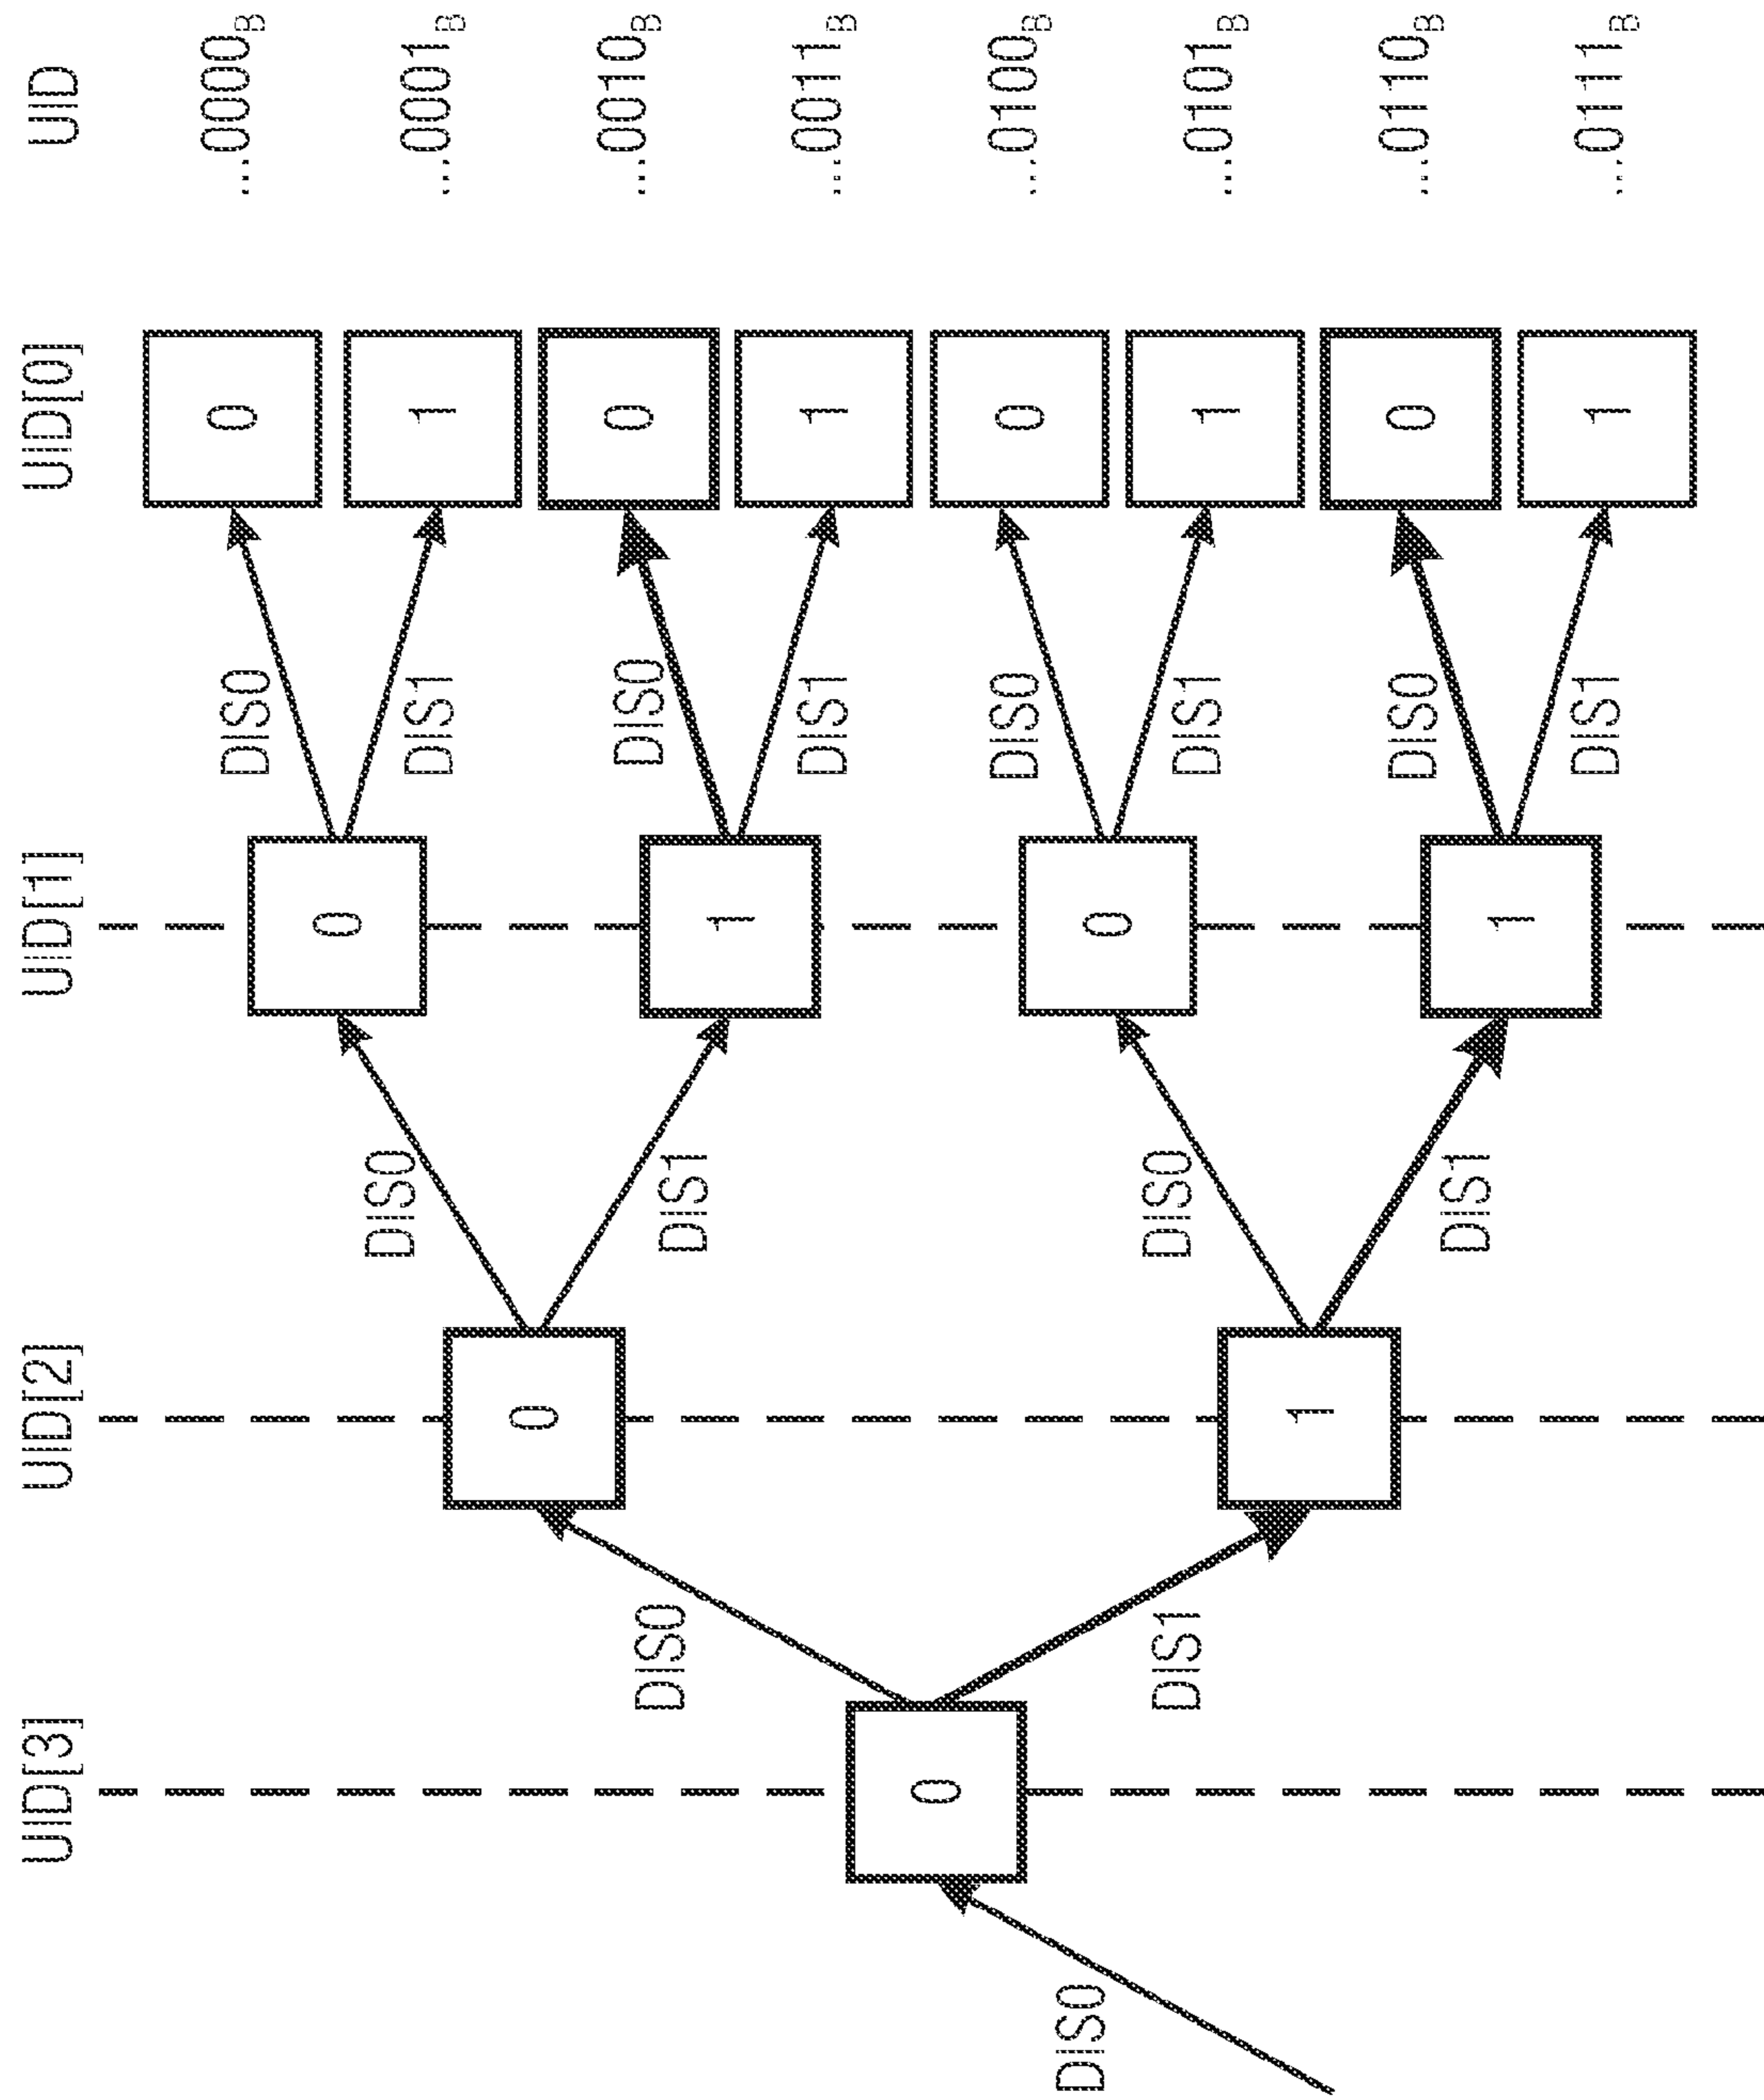 UID[3] UID[2] UID[1] UID[0] UID
DIS0 0 ...0000B
0
DIS0
DIS1 1 ...0001B
0
DIS0 0 ...0010B
DIS0
DIS1
1
DIS1 1 ...0011B
0
DIS0 0 ...0100B
DIS0
0
DIS0
DIS1
DIS1 1 ...0101B
1
DIS0 0 ...0110B
DIS1
1
DIS1 1 ...0111B